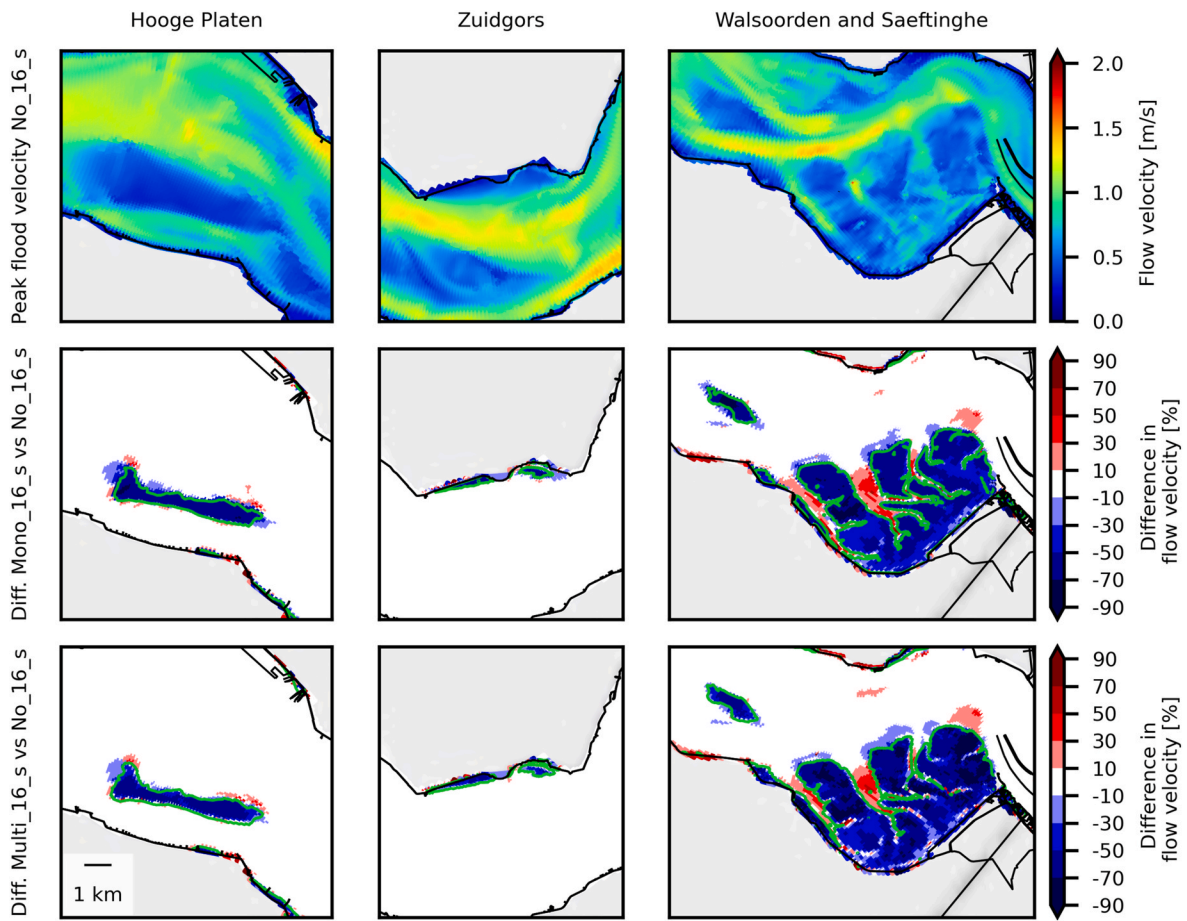 Hooge Platen
Zuidgors
Walsoorden and Saeftinghe
Peak flood velocity No_16_s
2.0
1.5
1.0
0.5
0.0
Flow velocity [m/s]
Diff. Mono_16_s vs No_16_s
90
70
50
30
10
-10
-30
-50
-70
-90
Difference in
flow velocity [%]
Diff. Multi_16_s vs No_16_s
1 km
90
70
50
30
10
-10
-30
-50
-70
-90
Difference in
flow velocity [%]